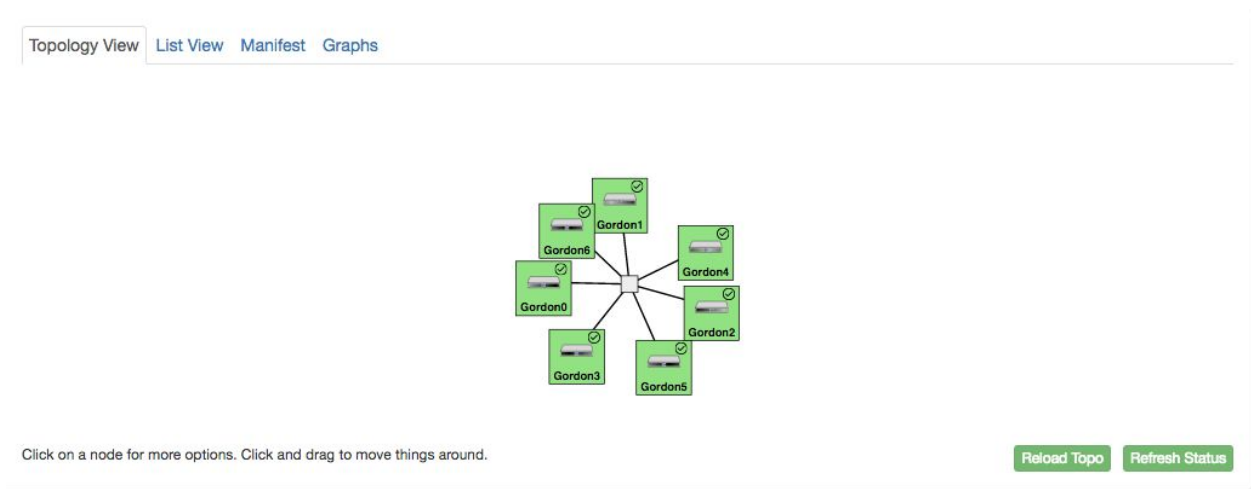 Topology View List View Manifest Graphs
Gordon1
Gordon6
Gordon4
Gordon0
Gordon2
Gordon3
Gordon5
Click on a node for more options. Click and drag to move things around.
Reload Topo Refresh Status